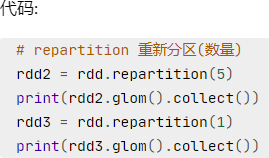 代码:
# repartition 重新分区(数量)
rdd2 = rdd.repartition(5)
print(rdd2.glom().collect())
rdd3 = rdd.repartition(1)
print(rdd3.glom().collect())